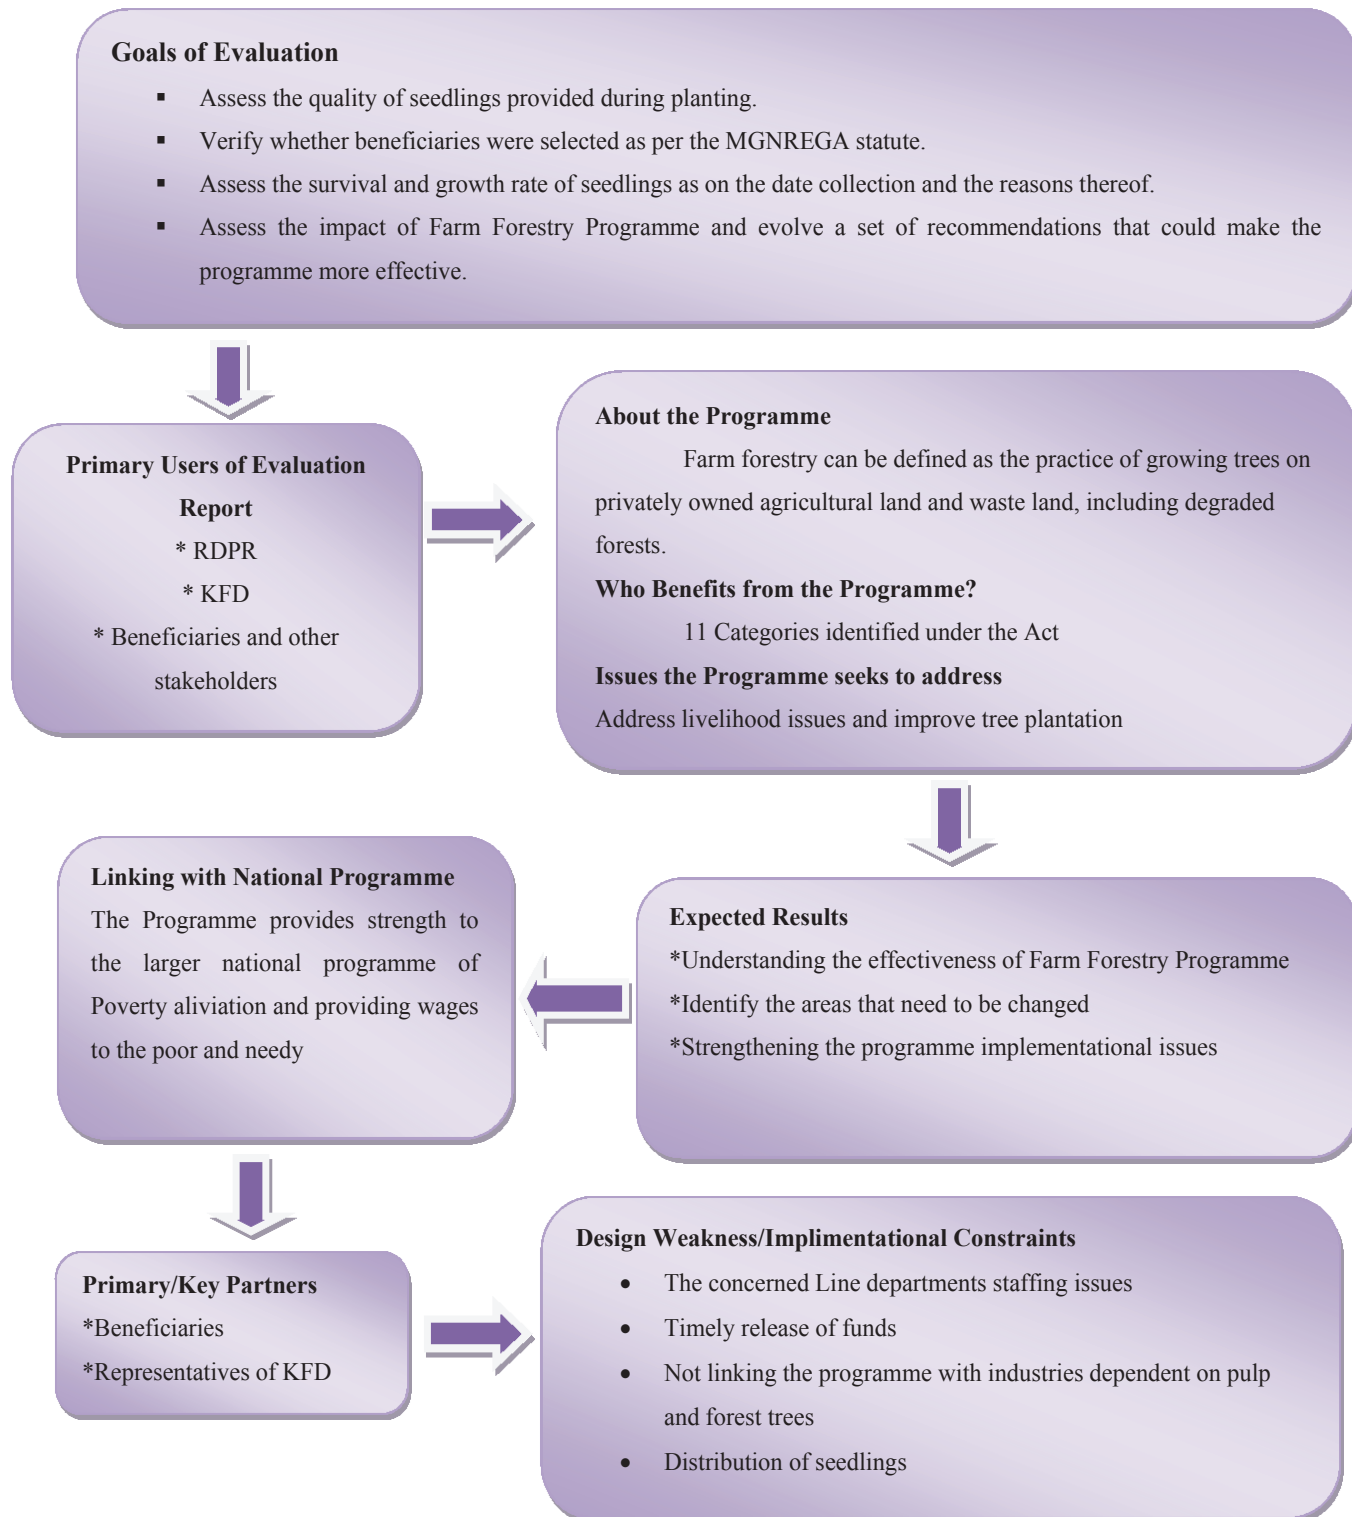 Goals of Evaluation
▪ Assess the quality of seedlings provided during planting.
▪ Verify whether beneficiaries were selected as per the MGNREGA statute.
▪ Assess the survival and growth rate of seedlings as on the date collection and the reasons thereof.
▪ Assess the impact of Farm Forestry Programme and evolve a set of recommendations that could make the
programme more effective.
Primary Users of Evaluation
Report
* RDPR
* KFD
* Beneficiaries and other
stakeholders
About the Programme
Farm forestry can be defined as the practice of growing trees on
privately owned agricultural land and waste land, including degraded
forests.
Who Benefits from the Programme?
11 Categories identified under the Act
Issues the Programme seeks to address
Address livelihood issues and improve tree plantation
Expected Results
*Understanding the effectiveness of Farm Forestry Programme
*Identify the areas that need to be changed
*Strengthening the programme implementational issues
Linking with National Programme
The Programme provides strength to
the larger national programme of
Poverty aliviation and providing wages
to the poor and needy
Primary/Key Partners
*Beneficiaries
*Representatives of KFD
Design Weakness/Implimentational Constraints
• The concerned Line departments staffing issues
• Timely release of funds
• Not linking the programme with industries dependent on pulp
and forest trees
• Distribution of seedlings